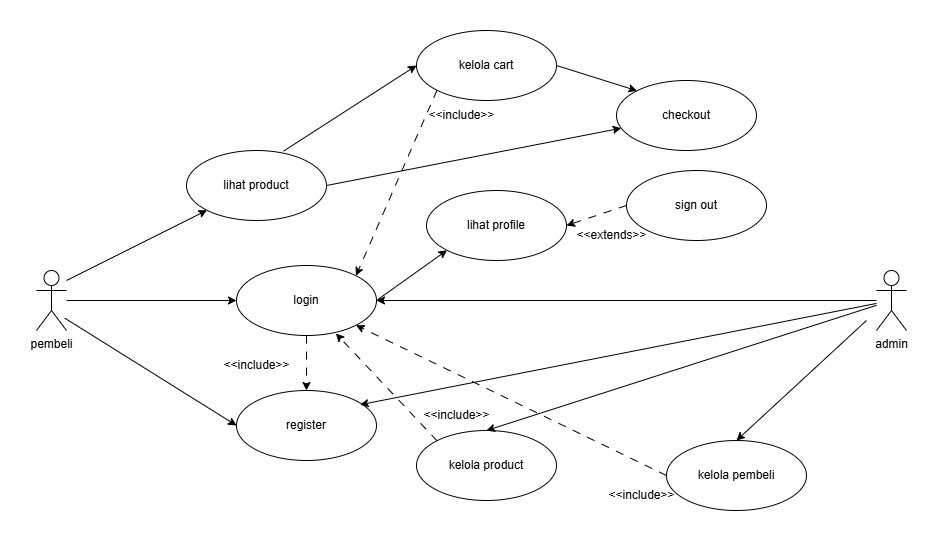 kelola cart
<<include>>
checkout
lihat product
sign out
lihat profile
<<extends>>
login
pembeli
admin
<<include>>
register
<<include>>
kelola product
kelola pembeli
<<include>>